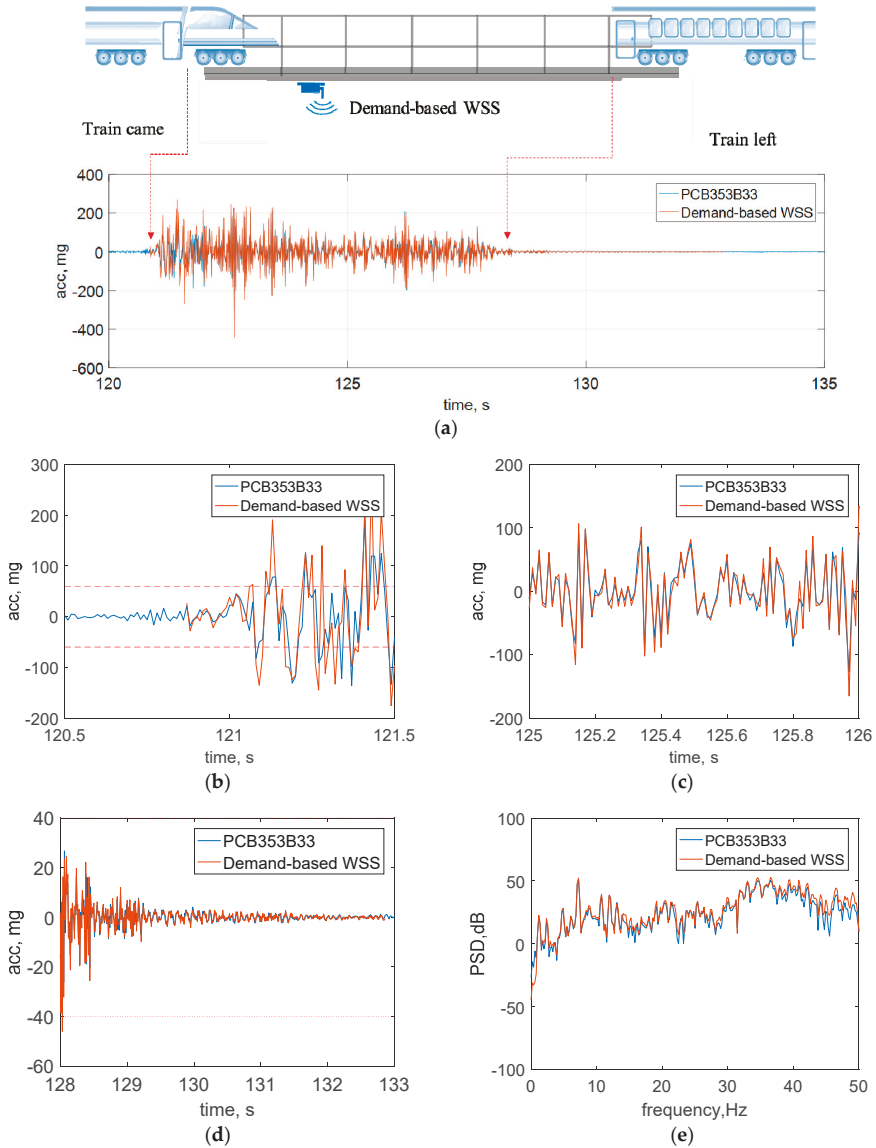 Demand-based WSS
Train came
Train left
400
200
0
-200
-400
-600
acc, mg
PCB353B33
Demand-based WSS
120
125
130
135
time, s
(a)
300
200
100
0
-100
-200
acc, mg
PCB353B33
Demand-based WSS
120.5
121
121.5
time, s
(b)
200
100
0
-100
-200
acc, mg
PCB353B33
Demand-based WSS
125
125.2
125.4
125.6
125.8
126
time, s
(c)
40
20
0
-20
-40
-60
acc, mg
PCB353B33
Demand-based WSS
128
129
130
131
132
133
time, s
(d)
100
50
0
-50
-100
PSD,dB
PCB353B33
Demand-based WSS
0
10
20
30
40
50
frequency,Hz
(e)